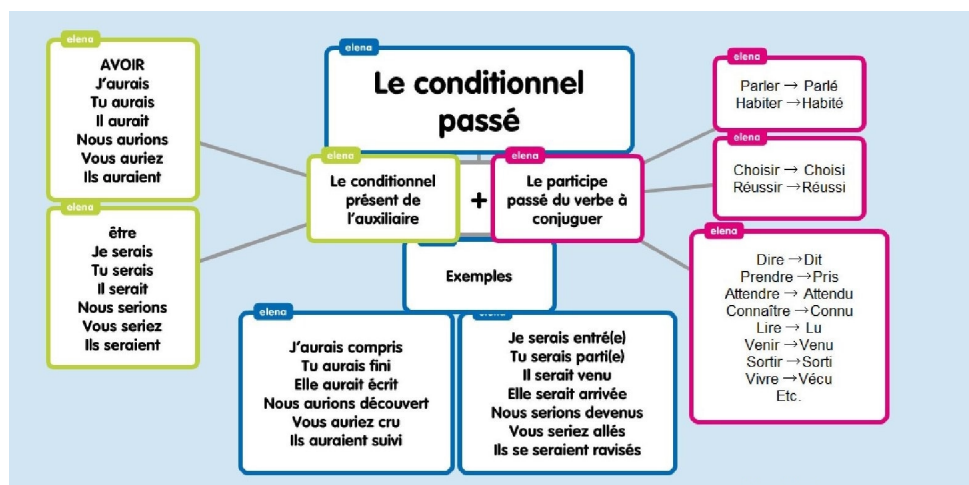 elena
Le conditionnel
passé
elena
AVOIR
J'aurais
Tu aurais
Il aurait
Nous aurions
Vous auriez
Ils auraient
elena
être
Je serais
Tu serais
Il serait
Nous serions
Vous seriez
Ils seraient
elena
Le conditionnel
présent de
l'auxiliaire
+
elena
Le participe
passé du verbe à
conjuguer
elena
Parler → Parlé
Habiter →Habité
elena
Choisir → Choisi
Réussir →Réussi
elena
Dire →Dit
Prendre →Pris
Attendre → Attendu
Connaître → Connu
Lire → Lu
Venir →Venu
Sortir →Sorti
Vivre →Vécu
Etc.
Exemples
elena
J'aurais compris
Tu aurais fini
Elle aurait écrit
Nous aurions découvert
Vous auriez cru
Ils auraient suivi
elena
Je serais entré(e)
Tu serais parti(e)
Il serait venu
Elle serait arrivée
Nous serions devenus
Vous seriez allés
Ils se seraient ravisés